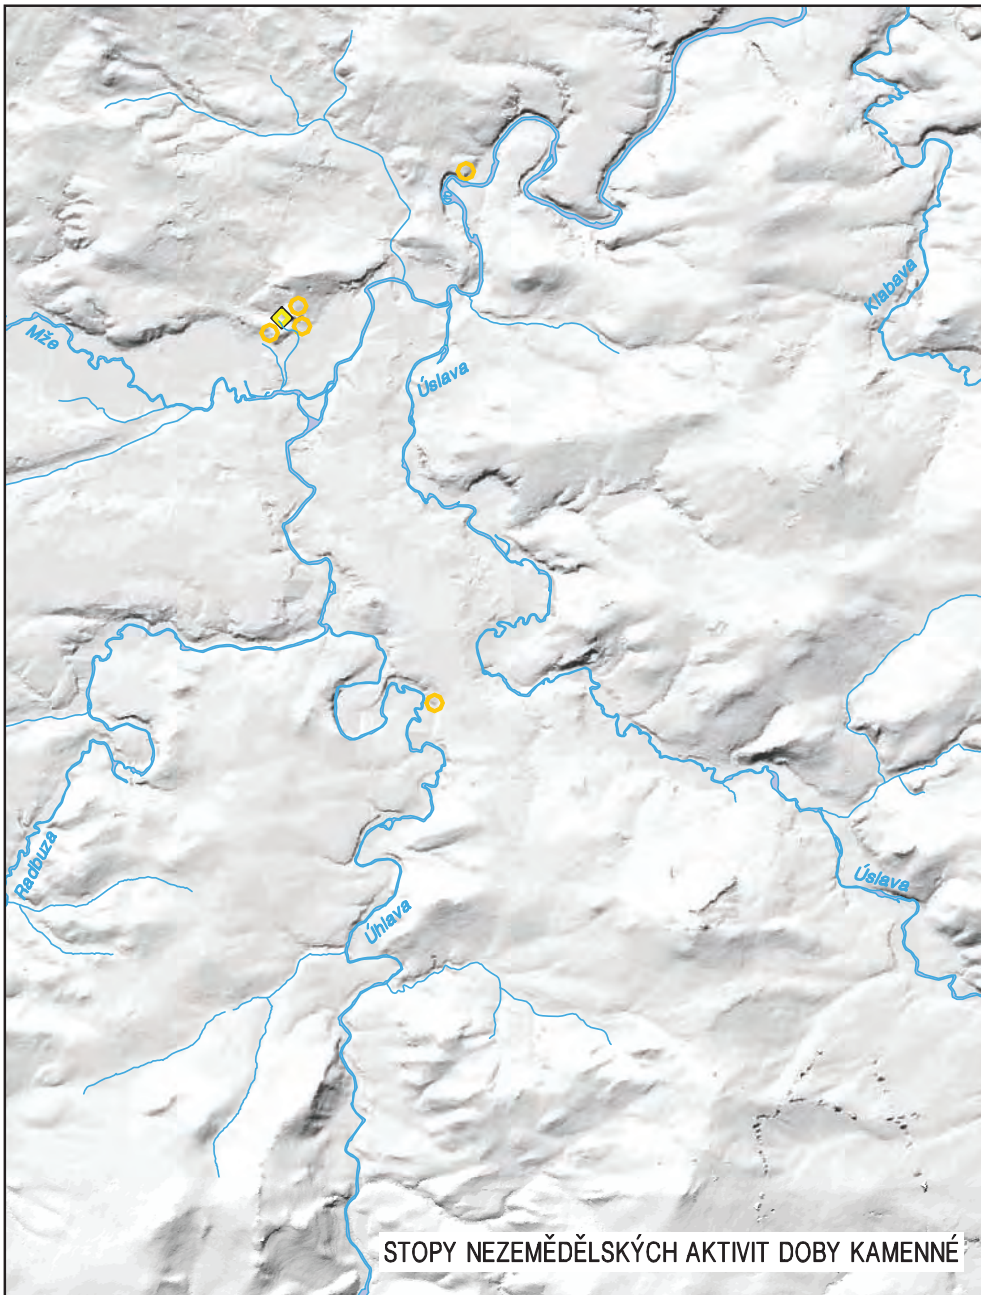 Klabava
Mže
Úslava
Radbuza
Úslava
Úhlava
STOPY NEZEMĚDĚLSKÝCH AKTIVIT DOBY KAMENNÉ